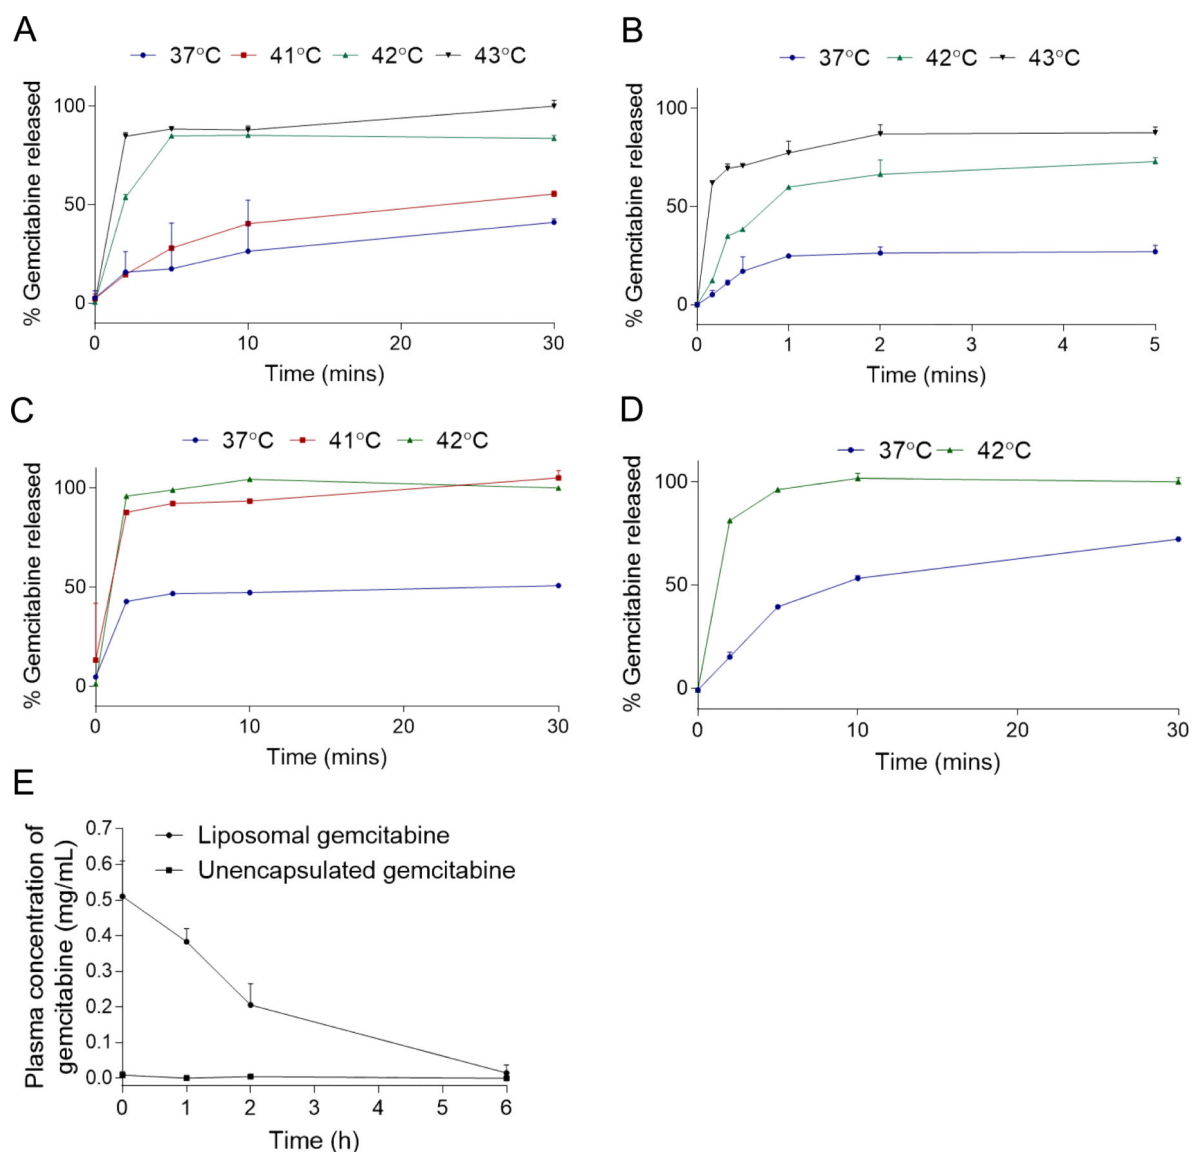 A
37°C 41°C 42°C 43°C
% Gemcitabine released
100
50
0
0 10 20 30
Time (mins)
B
37°C 42°C 43°C
% Gemcitabine released
100
50
0
0 1 2 3 4 5
Time (mins)
C
37°C 41°C 42°C
% Gemcitabine released
100
50
0
0 10 20 30
Time (mins)
D
37°C 42°C
% Gemcitabine released
100
50
0
0 10 20 30
Time (mins)
E
Liposomal gemcitabine
Unencapsulated gemcitabine
Plasma concentration of
gemcitabine (mg/mL)
0.7
0.6
0.5
0.4
0.3
0.2
0.1
0.0
0 1 2 3 4 5 6
Time (h)